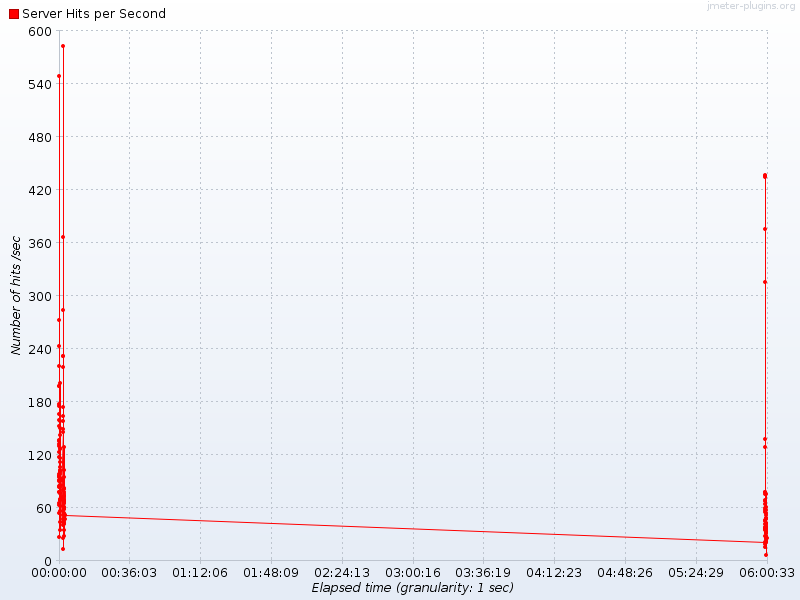 jmeter-plugins.org
Server Hits per Second
600
540
480
420
360
300
240
180
120
60
0
Number of hits /sec
00:00:00 00:36:03 01:12:06 01:48:09 02:24:13 03:00:16 03:36:19 04:12:23 04:48:26 05:24:29 06:00:33
Elapsed time (granularity: 1 sec)